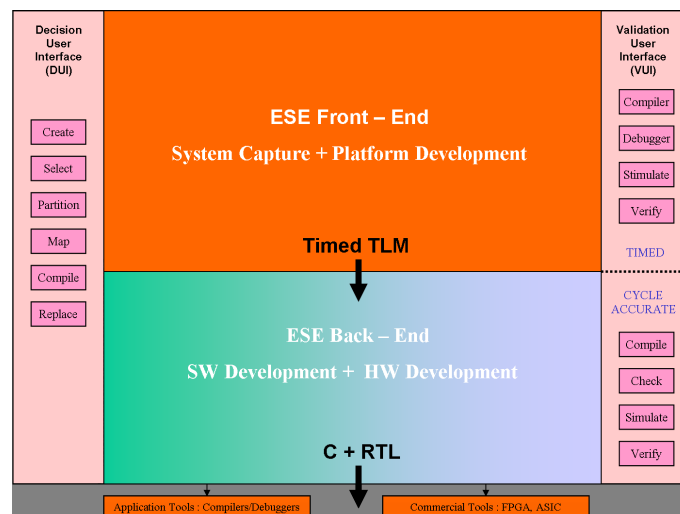 Decision
User
Interface
(DUI)
Create
Select
Partition
Map
Compile
Replace
ESE Front – End
System Capture + Platform Development
Timed TLM
ESE Back – End
SW Development + HW Development
C + RTL
Validation
User
Interface
(VUI)
Compiler
Debugger
Stimulate
Verify
TIMED
CYCLE
ACCURATE
Compile
Check
Simulate
Verify
Application Tools : Compilers/Debuggers
Commercial Tools : FPGA, ASIC